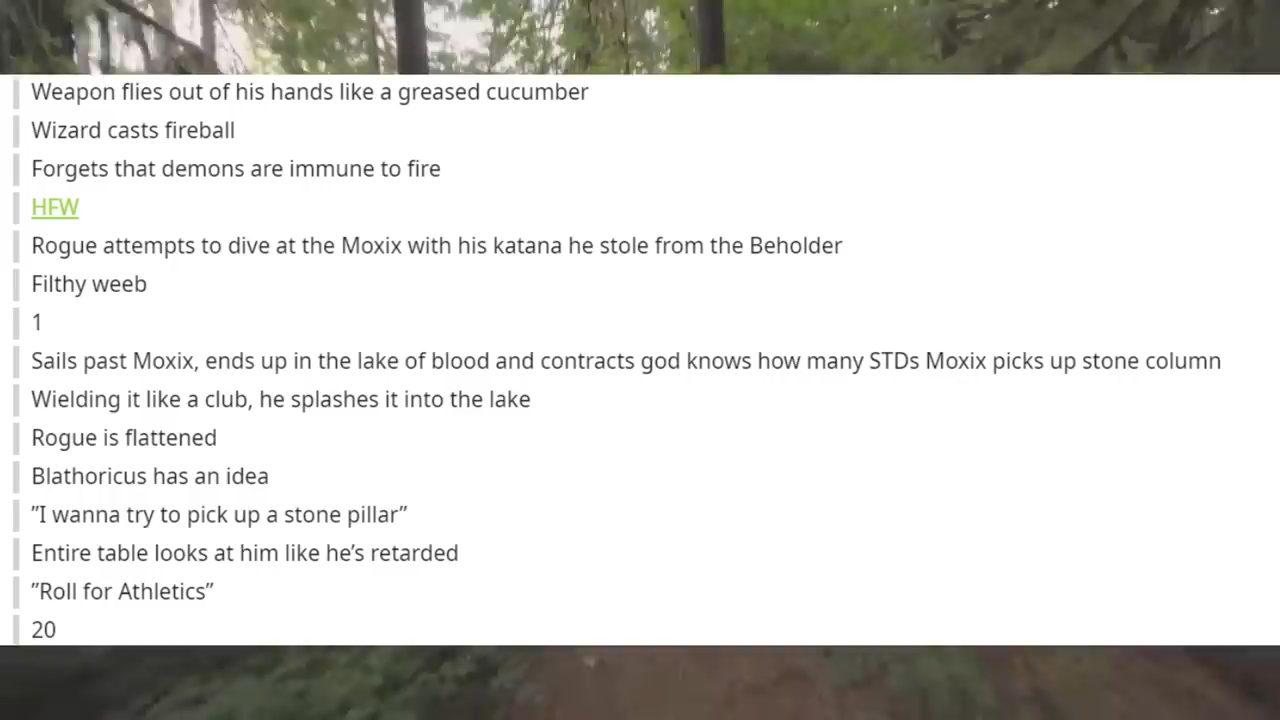 Weapon flies out of his hands like a greased cucumber
Wizard casts fireball
Forgets that demons are immune to fire
HFW
Rogue attempts to dive at the Moxix with his katana he stole from the Beholder
Filthy weeb
1
Sails past Moxix, ends up in the lake of blood and contracts god knows how many STDs Moxix picks up stone column
Wielding it like a club, he splashes it into the lake
Rogue is flattened
Blathoricus has an idea
”I wanna try to pick up a stone pillar”
Entire table looks at him like he’s retarded
”Roll for Athletics”
20